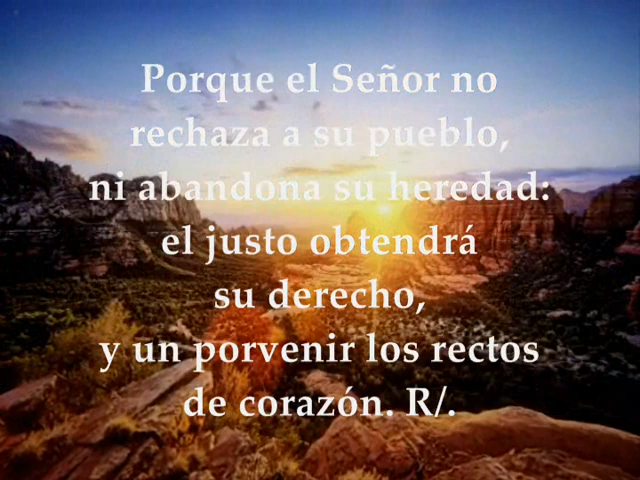 Porque el Señor no
rechaza a su pueblo,
ni abandona su heredad:
el justo obtendrá
su derecho,
y un porvenir los rectos
de corazón. R/.